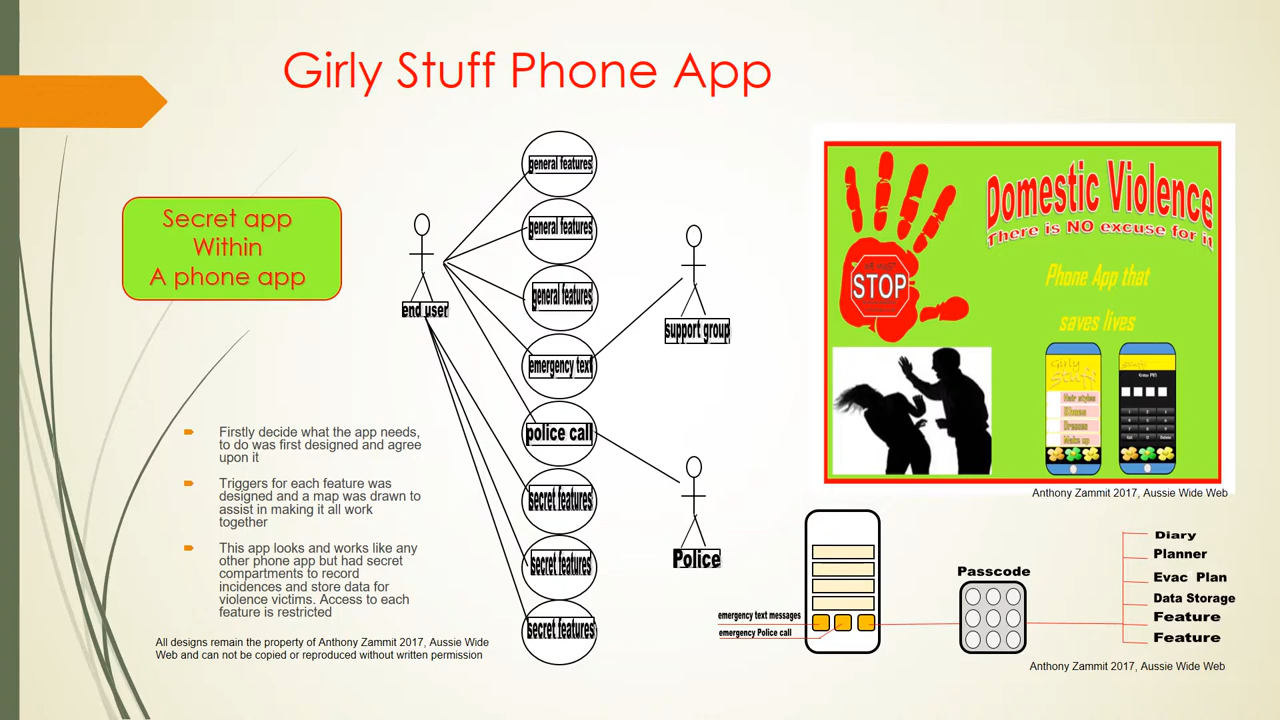 Girly Stuff Phone App
Secret app
Within
A phone app
Firstly decide what the app needs,
to do was first designed and agree
upon it
Triggers for each feature was
designed and a map was drawn to
assist in making it all work
together
This app looks and works like any
other phone app but had secret
compartments to record
incidences and store data for
violence victims. Access to each
feature is restricted
All designs remain the property of Anthony Zammit 2017, Aussie Wide
Web and can not be copied or reproduced without written permission
end user
general features
general features
general features
emergency text
police call
secret features
secret features
secret features
support group
Police
Domestic Violence
There is NO excuse for it
STOP
Phone App that
saves lives
Girly
Stuff
Hair styles
Shoes
Dresses
Make up
Anthony Zammit 2017, Aussie Wide Web
emergency text messages
emergency Police call
Passcode
Diary
Planner
Evac Plan
Data Storage
Feature
Feature
Anthony Zammit 2017, Aussie Wide Web